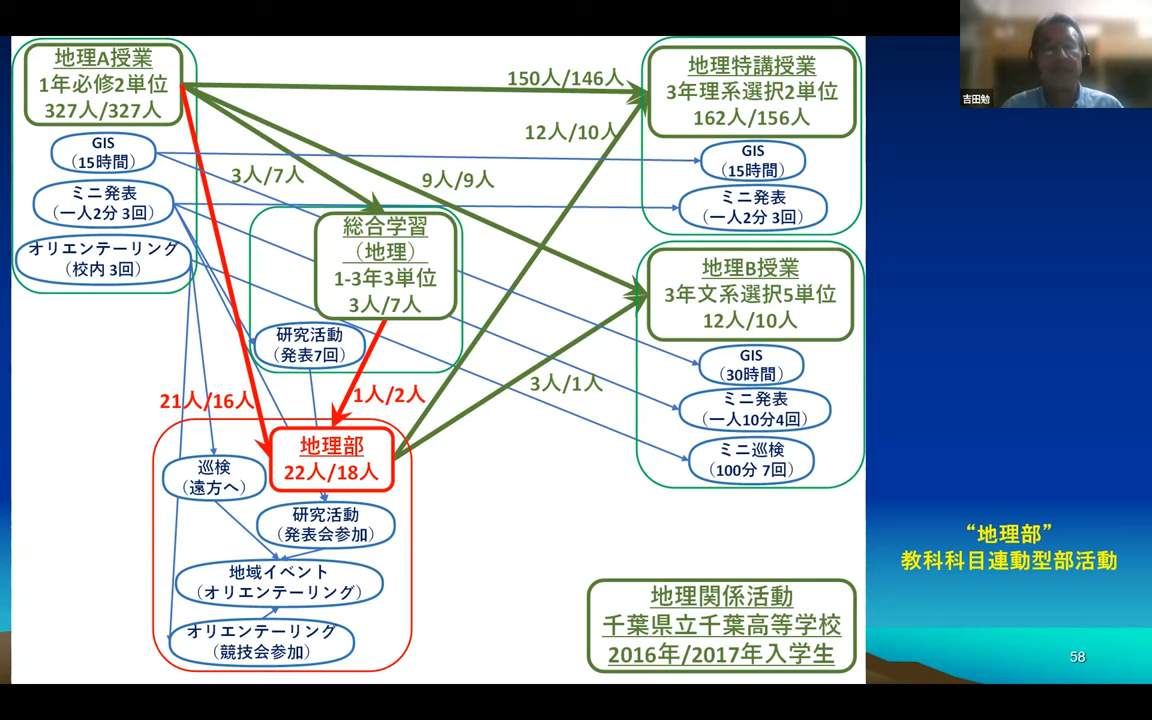 地理A授業
1年必修2単位
327人/327人
GIS
（15時間）
ミニ発表
（一人2分 3回）
オリエンテーリング
（校内 3回）
150人/146人
12人/10人
3人/7人
9人/9人
地理特講授業
3年理系選択2単位
162人/156人
GIS
（15時間）
ミニ発表
（一人2分 3回）
総合学習
（地理）
1-3年3単位
3人/7人
研究活動
（発表7回）
地理B授業
3年文系選択5単位
12人/10人
GIS
（30時間）
ミニ発表
（一人10分4回）
ミニ巡検
（100分 7回）
21人/16人
1人/2人
3人/1人
地理部
22人/18人
巡検
（遠方へ）
研究活動
（発表会参加）
地域イベント
（オリエンテーリング）
オリエンテーリング
（競技会参加）
地理関係活動
千葉県立千葉高等学校
2016年/2017年入学生
吉田勉
“地理部”
教科科目連動型部活動
58